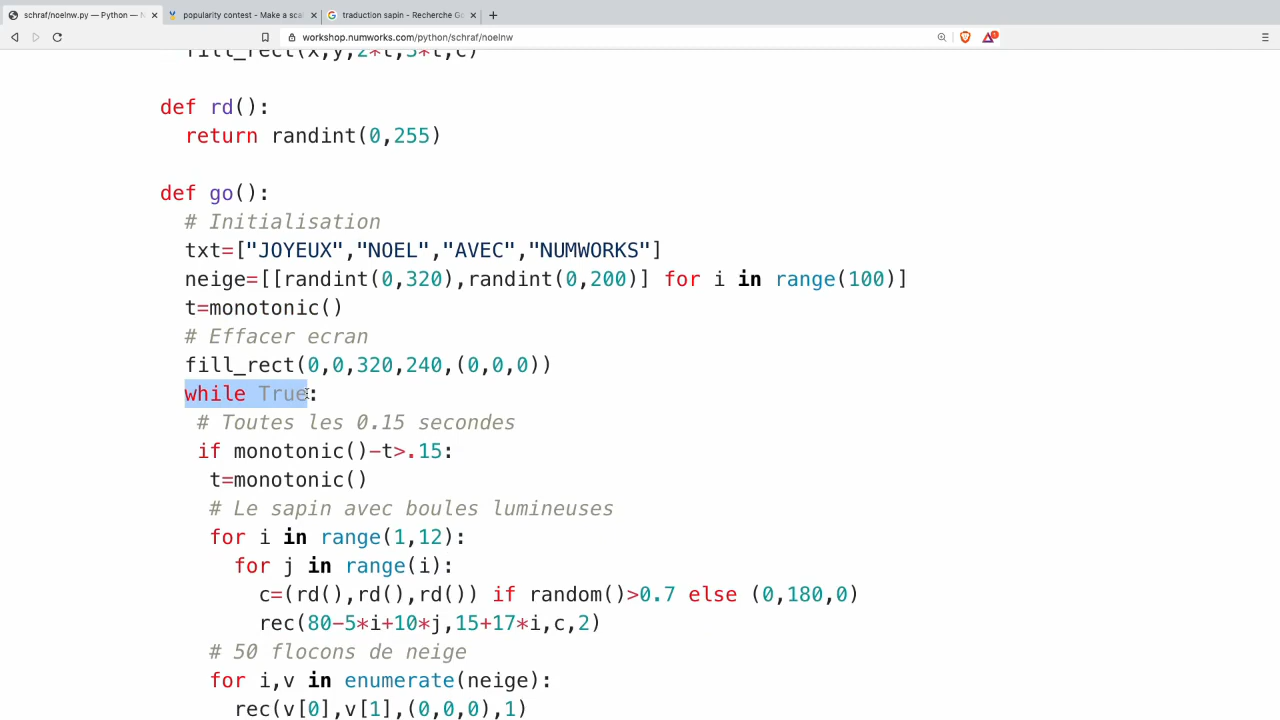 schraf/noelnw.py — Python — N
popularity contest - Make a sca
traduction sapin - Recherche Go
workshop.numworks.com/python/schraf/noelnw
fill_rect(x,y,2*t,3*t,c)
def rd():
return randint(0,255)
def go():
# Initialisation
txt=["JOYEUX","NOEL","AVEC","NUMWORKS"]
neige=[[randint(0,320),randint(0,200)] for i in range(100)]
t=monotonic()
# Effacer ecran
fill_rect(0,0,320,240,(0,0,0))
while True:
# Toutes les 0.15 secondes
if monotonic()-t>.15:
t=monotonic()
# Le sapin avec boules lumineuses
for i in range(1,12):
for j in range(i):
c=(rd(),rd(),rd()) if random()>0.7 else (0,180,0)
rec(80-5*i+10*j,15+17*i,c,2)
# 50 flocons de neige
for i,v in enumerate(neige):
rec(v[0],v[1],(0,0,0),1)